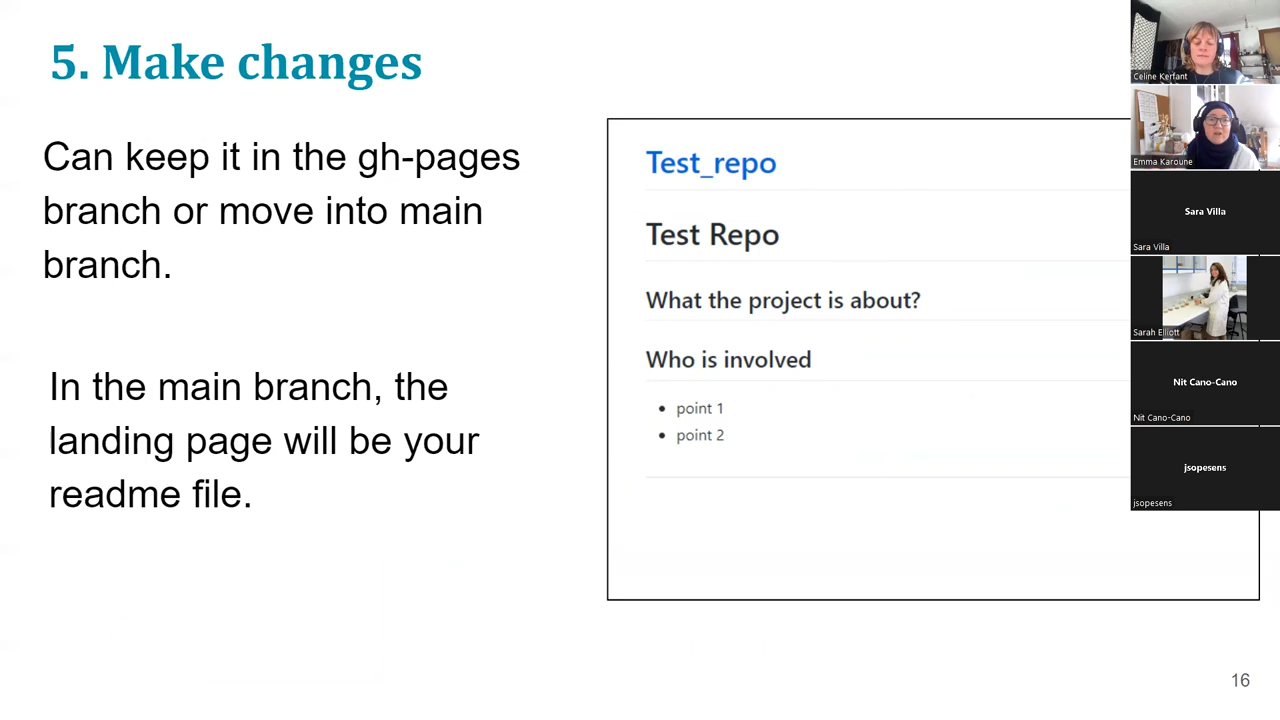 5. Make changes
Can keep it in the gh-pages
branch or move into main
branch.
In the main branch, the
landing page will be your
readme file.
Test_repo
Test Repo
What the project is about?
Who is involved
• point 1
• point 2
Celine Kerfant
Emma Karoune
Sara Villa
Sara Villa
Sarah Elliott
Nit Cano-Cano
Nit Cano-Cano
jsopesens
jsopesens
16